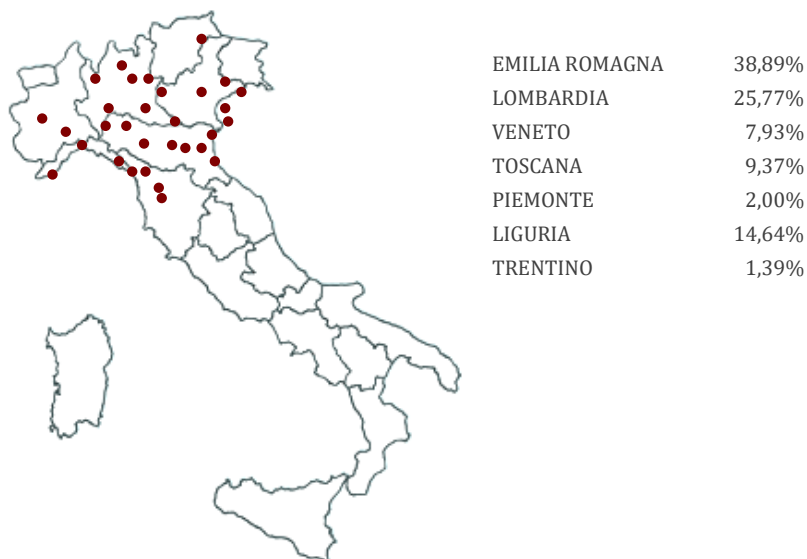 EMILIA ROMAGNA 38,89%
LOMBARDIA 25,77%
VENETO 7,93%
TOSCANA 9,37%
PIEMONTE 2,00%
LIGURIA 14,64%
TRENTINO 1,39%